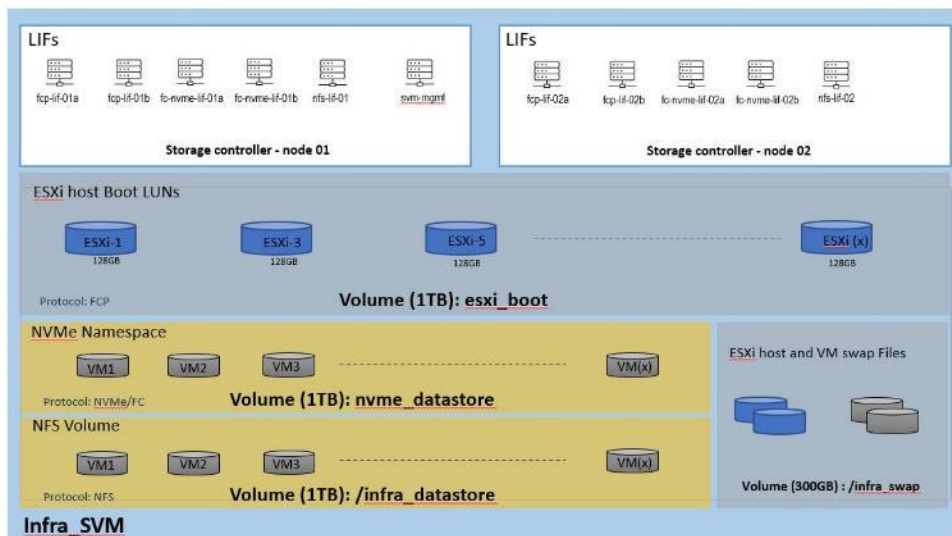 LIFs
fcp-lif-01a fcp-lif-01b fc-nvme-lif-01a fc-nvme-lif-01b nfs-lif-01 svm-mgmt
Storage controller - node 01
LIFs
fcp-lif-02a fcp-lif-02b fc-nvme-lif-02a fc-nvme-lif-02b nfs-lif-02
Storage controller - node 02
ESXi host Boot LUNs
ESXi-1 ESXi-3 ESXi-5 ESXi (x)
128GB 128GB 128GB 128GB
Protocol: FCP
Volume (1TB): esxi_boot
NVMe Namespace
VM1 VM2 VM3 VM(x)
Protocol: NVMe/FC
Volume (1TB): nvme_datastore
NFS Volume
VM1 VM2 VM3 VM(x)
Protocol: NFS
Volume (1TB): /infra_datastore
ESXi host and VM swap Files
Volume (300GB) : /infra_swap
Infra_SVM